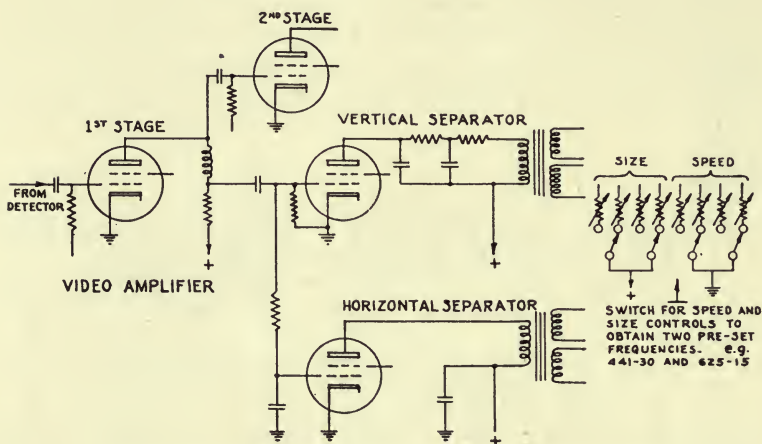 2ND STAGE
1ST STAGE
FROM
DETECTOR
+
VIDEO AMPLIFIER
VERTICAL SEPARATOR
+
HORIZONTAL SEPARATOR
+
SIZE SPEED
+
SWITCH FOR SPEED AND
SIZE CONTROLS TO
OBTAIN TWO PRE-SET
FREQUENCIES. e.g.
441-30 AND 625-15